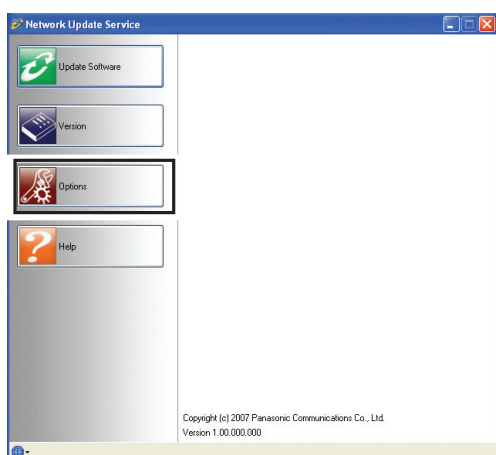 Network Update Service
Update Software
Version
Options
Help
Copyright (c) 2007 Panasonic Communications Co., Ltd.
Version 1.00.000.000